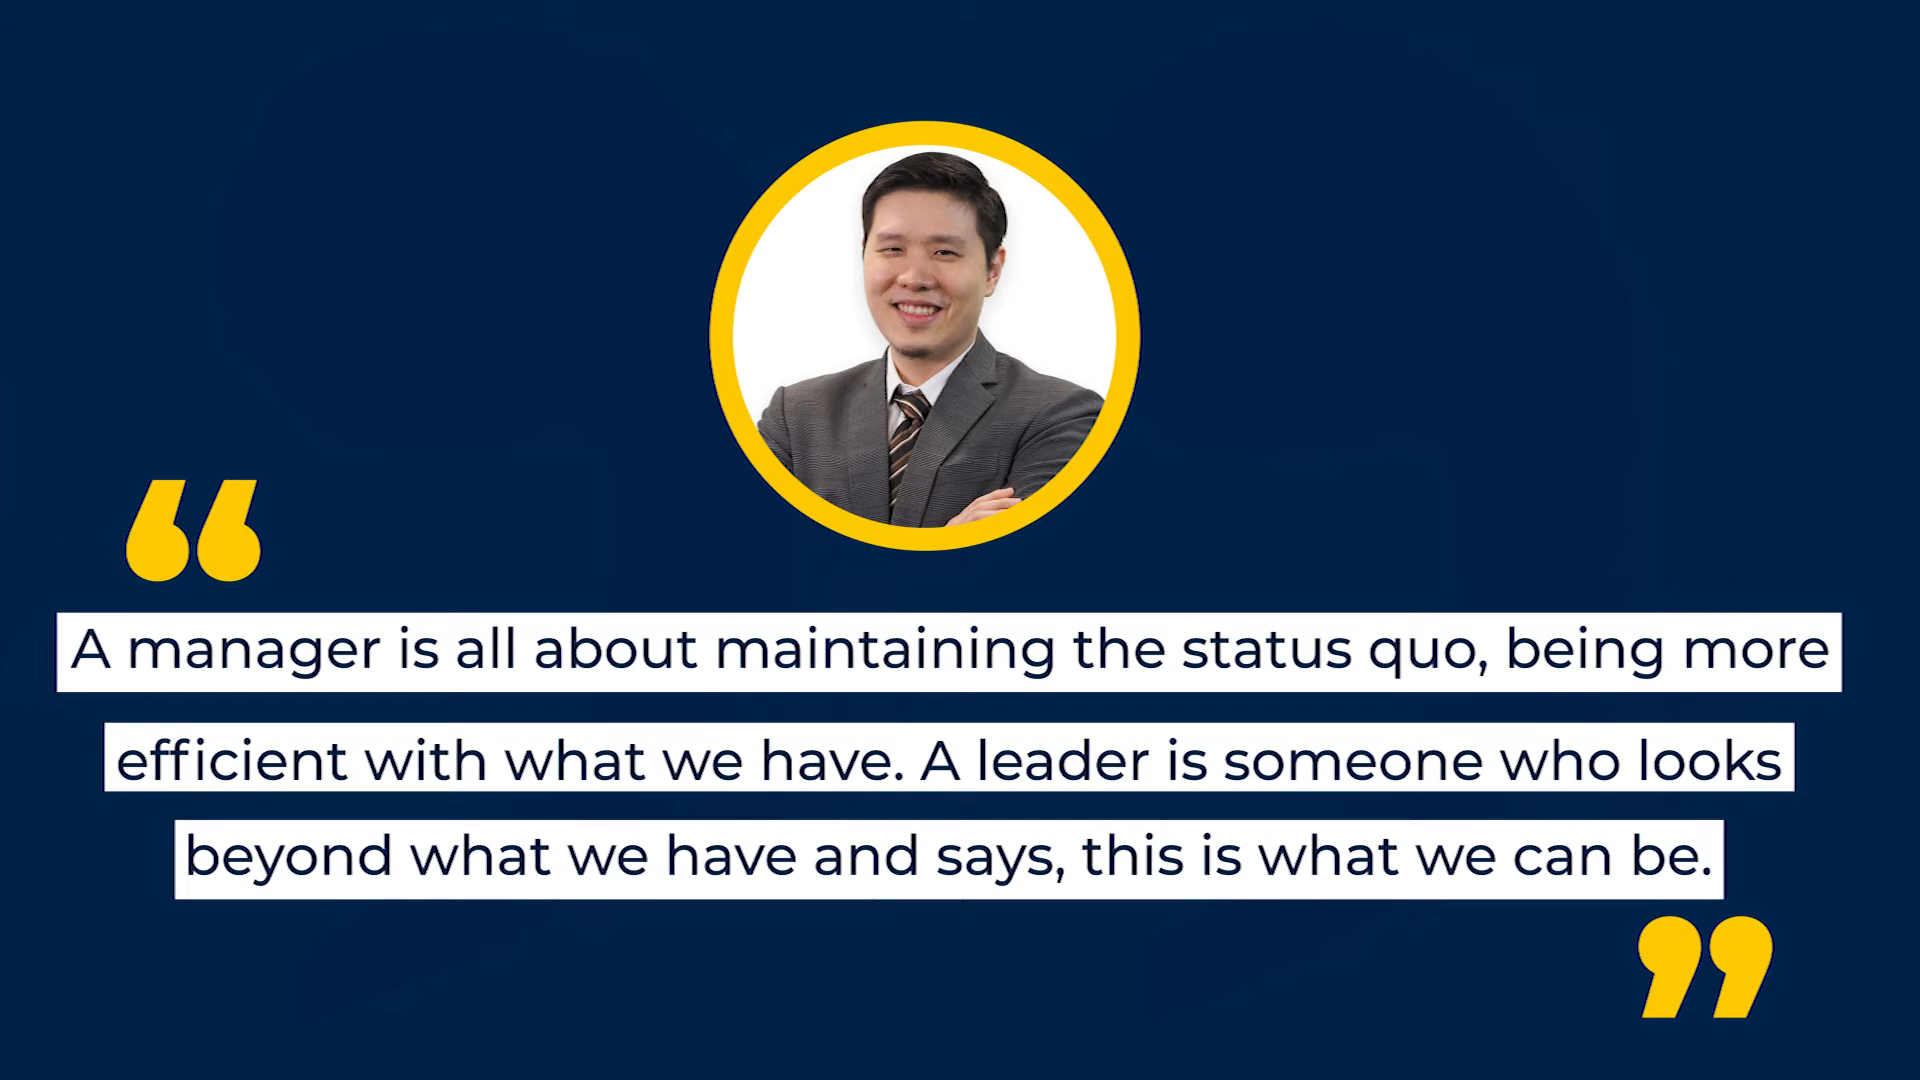 “
A manager is all about maintaining the status quo, being more
efficient with what we have. A leader is someone who looks
beyond what we have and says, this is what we can be.
”